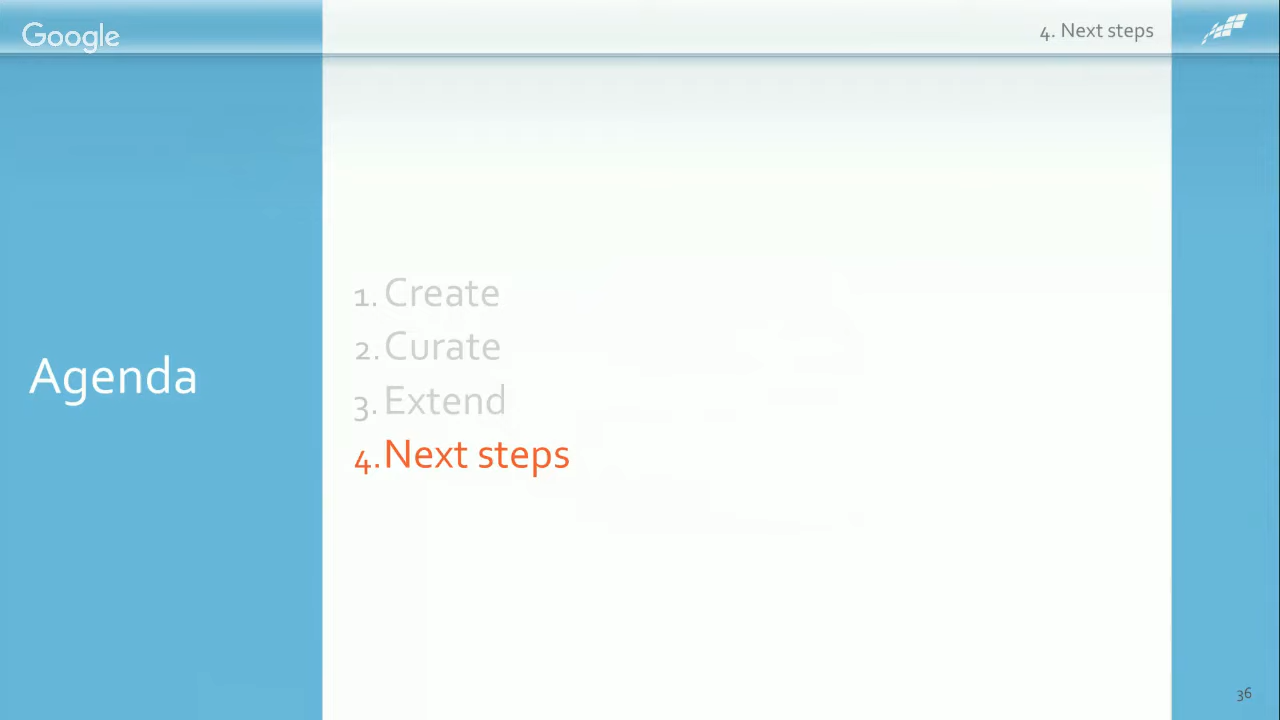 Google
4. Next steps
Agenda
1. Create
2. Curate
3. Extend
4. Next steps
36